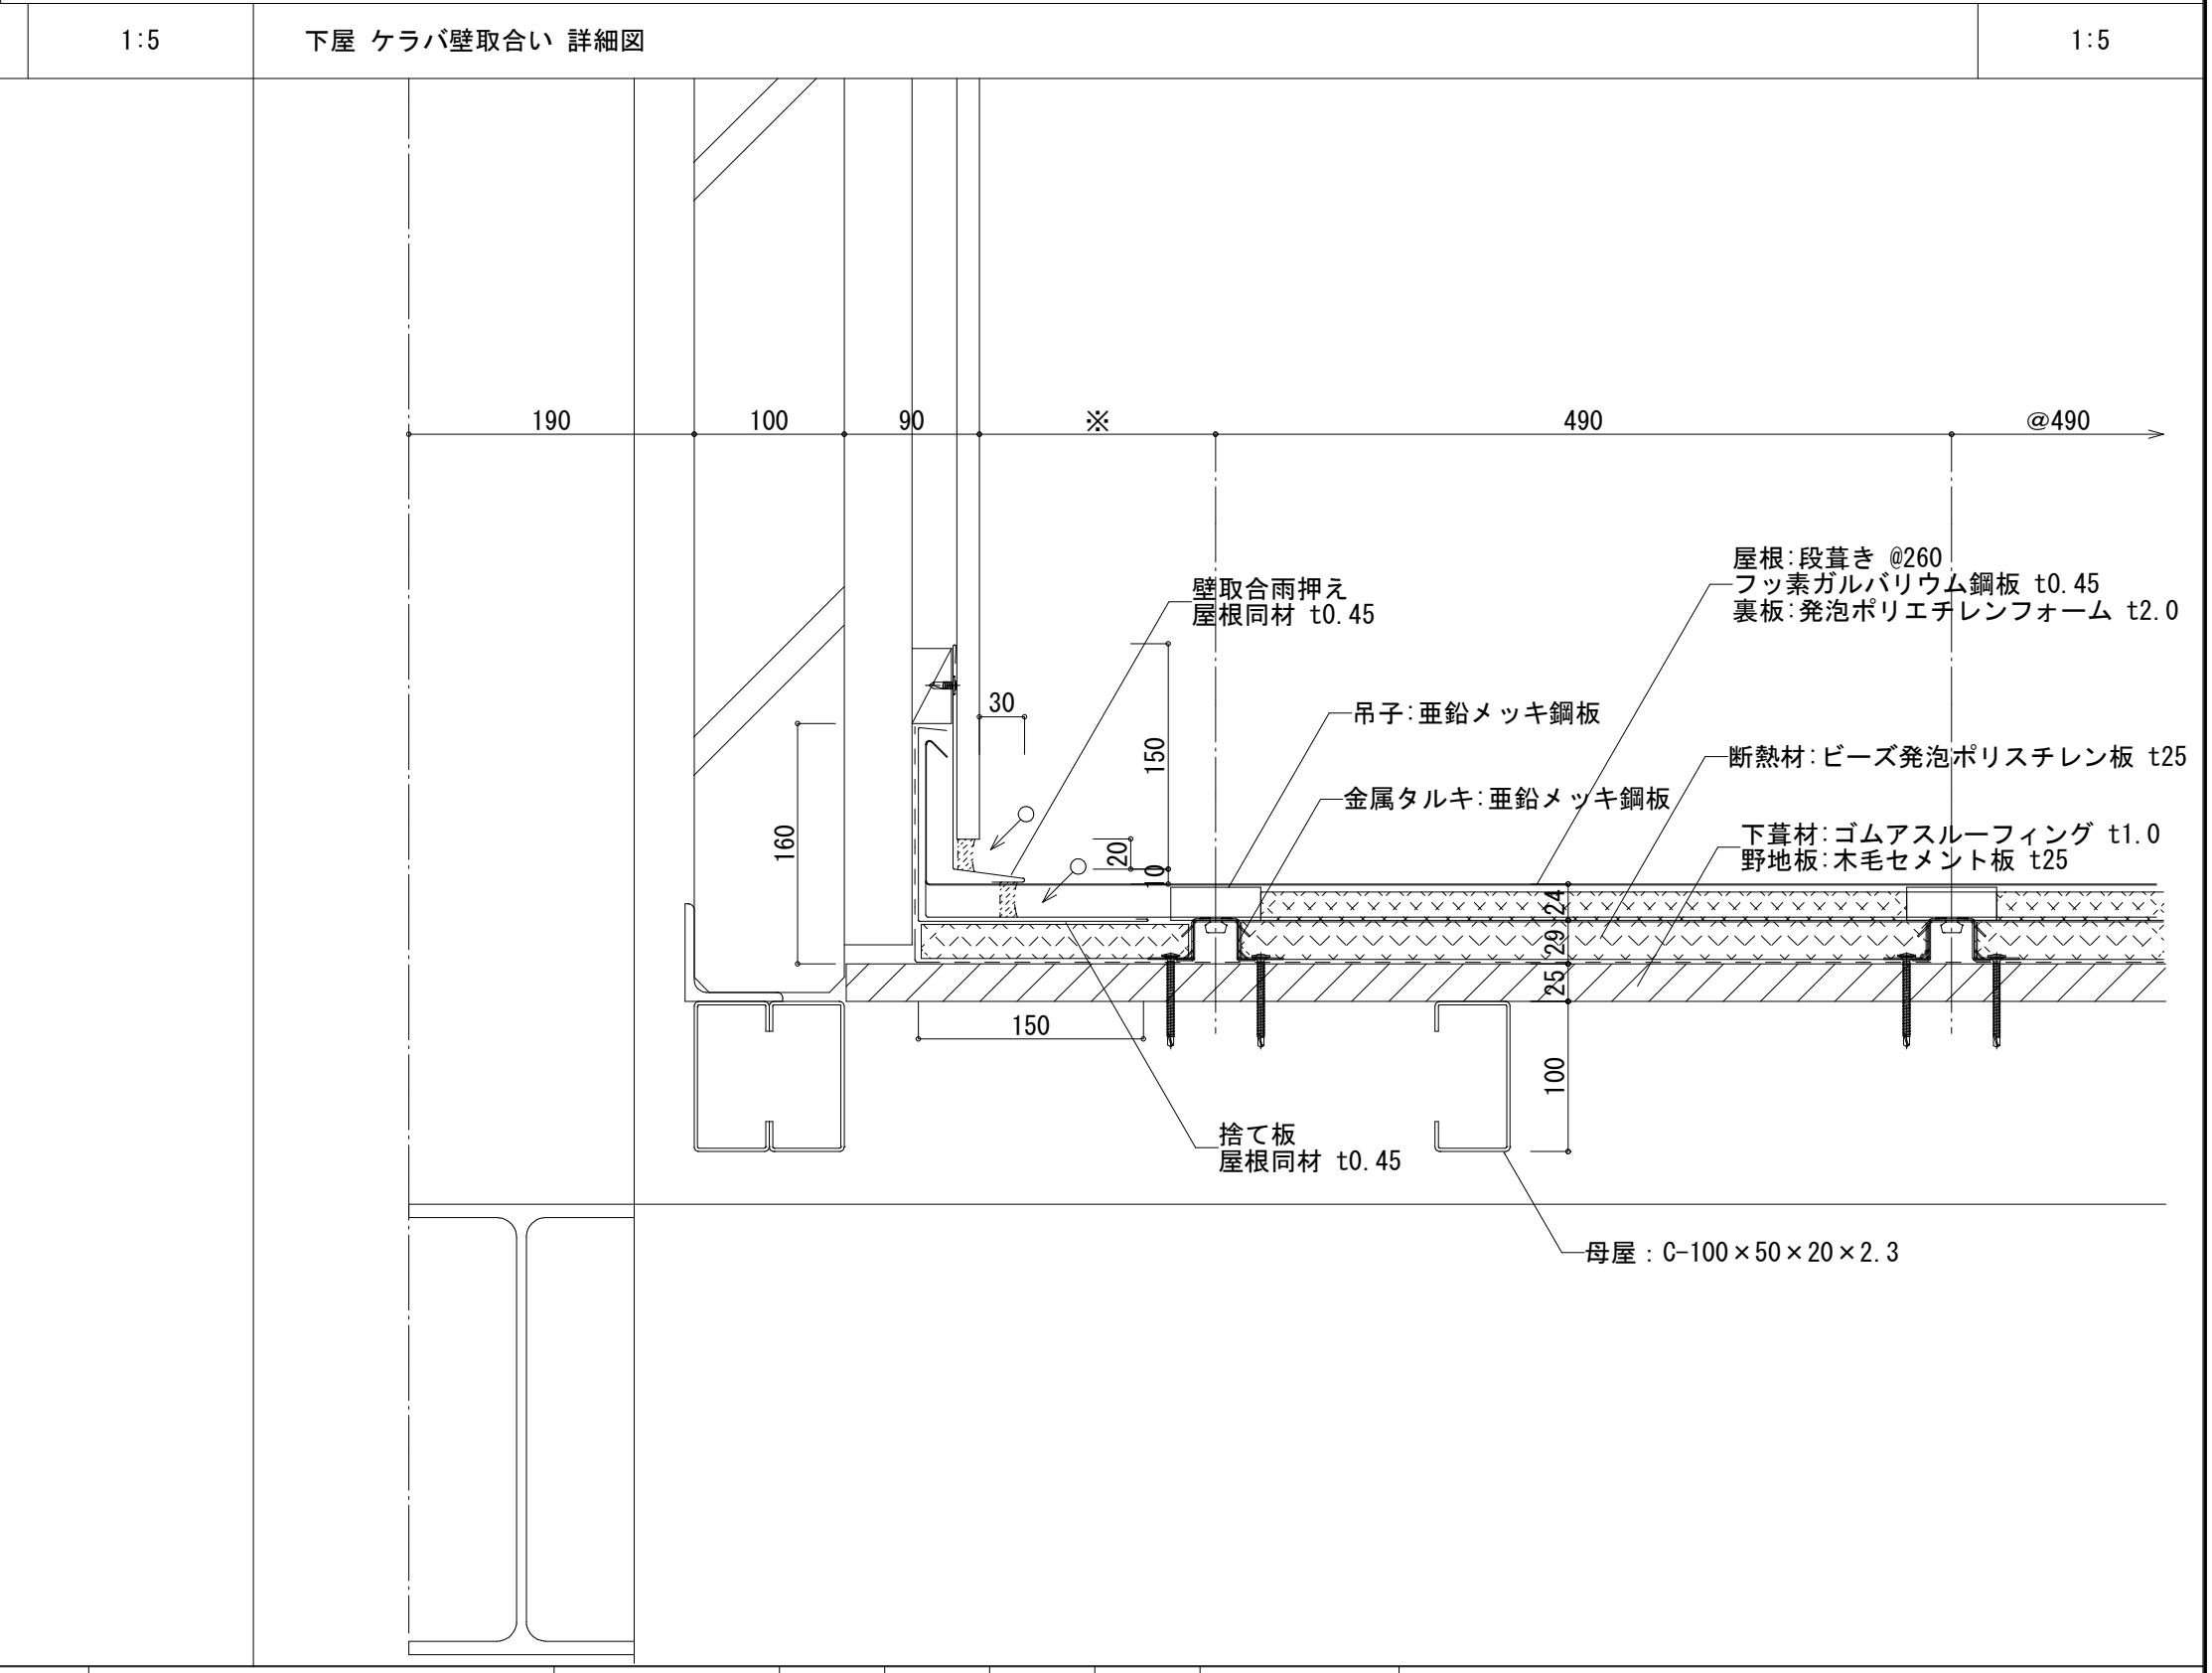 1:5
下屋 ケラバ壁取合い 詳細図
1:5
190
100
90
※
490
@490
屋根:段葺き @260
フッ素ガルバリウム鋼板 t0.45
裏板:発泡ポリエチレンフォーム t2.0
壁取合雨押え
屋根同材 t0.45
30
150
吊子:亜鉛メッキ鋼板
断熱材:ビーズ発泡ポリスチレン板 t25
金属タルキ:亜鉛メッキ鋼板
160
20
10
下葺材:ゴムアスルーフィング t1.0
野地板:木毛セメント板 t25
24
29
25
150
100
捨て板
屋根同材 t0.45
母屋:C-100×50×20×2.3